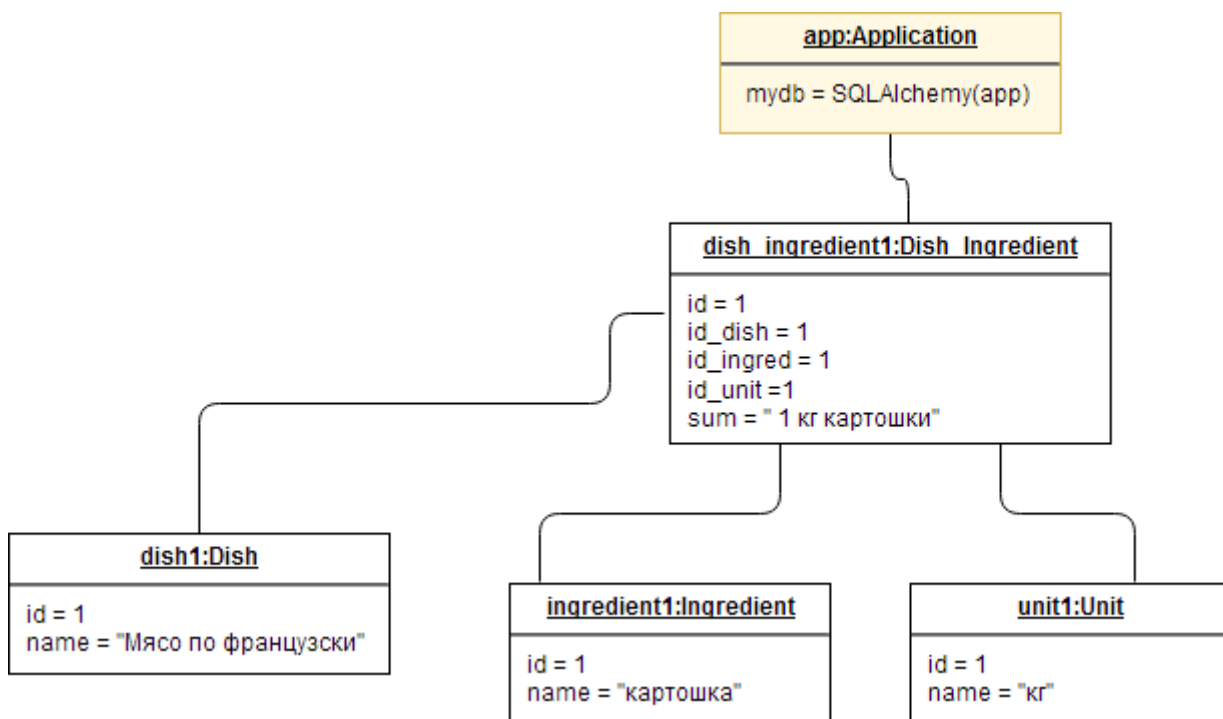 app:Application
mydb = SQLAlchemy(app)
dish_ingredient1:Dish_Ingredient
id = 1
id_dish = 1
id_ingred = 1
id_unit =1
sum = " 1 кг картошки"
dish1:Dish
id = 1
name = "Мясо по французски"
ingredient1:Ingredient
id = 1
name = "картошка"
unit1:Unit
id = 1
name = "кг"